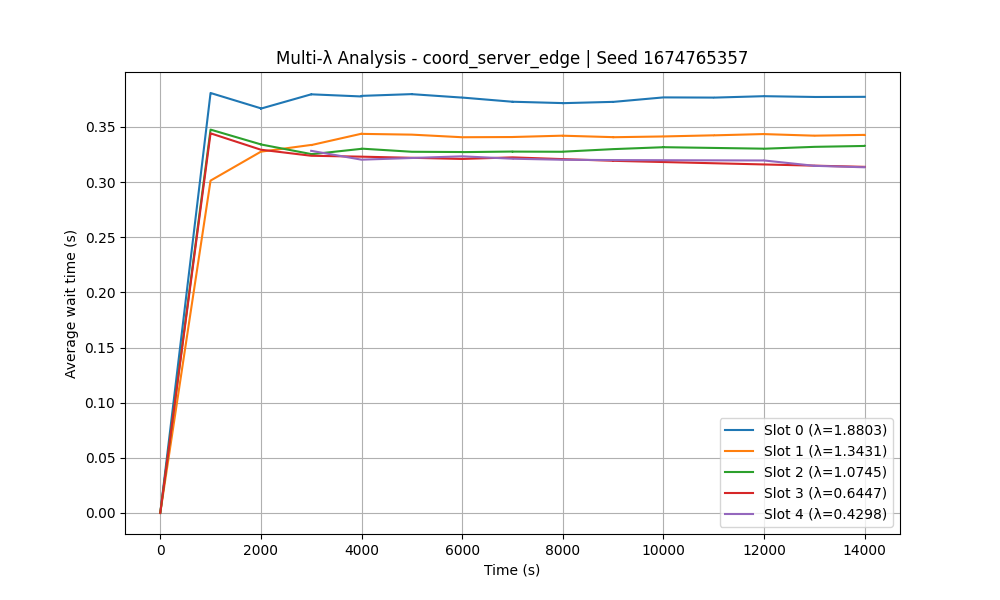 Multi-λ Analysis - coord_server_edge | Seed 1674765357
Average wait time (s)
0.35
0.30
0.25
0.20
0.15
0.10
0.05
0.00
Slot 0 (λ=1.8803)
Slot 1 (λ=1.3431)
Slot 2 (λ=1.0745)
Slot 3 (λ=0.6447)
Slot 4 (λ=0.4298)
0 2000 4000 6000 8000 10000 12000 14000
Time (s)